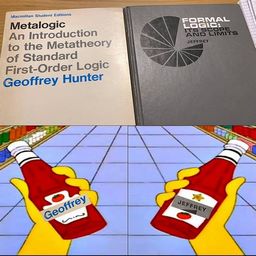 Macmillan Student Editions
Metalogic
An Introduction
to the Metatheory
of Standard
First-Order Logic
Geoffrey Hunter
FORMAL
LOGIC:
ITS SCOPE
AND LIMITS
JEFFREY
Geoffrey
JEFFREY